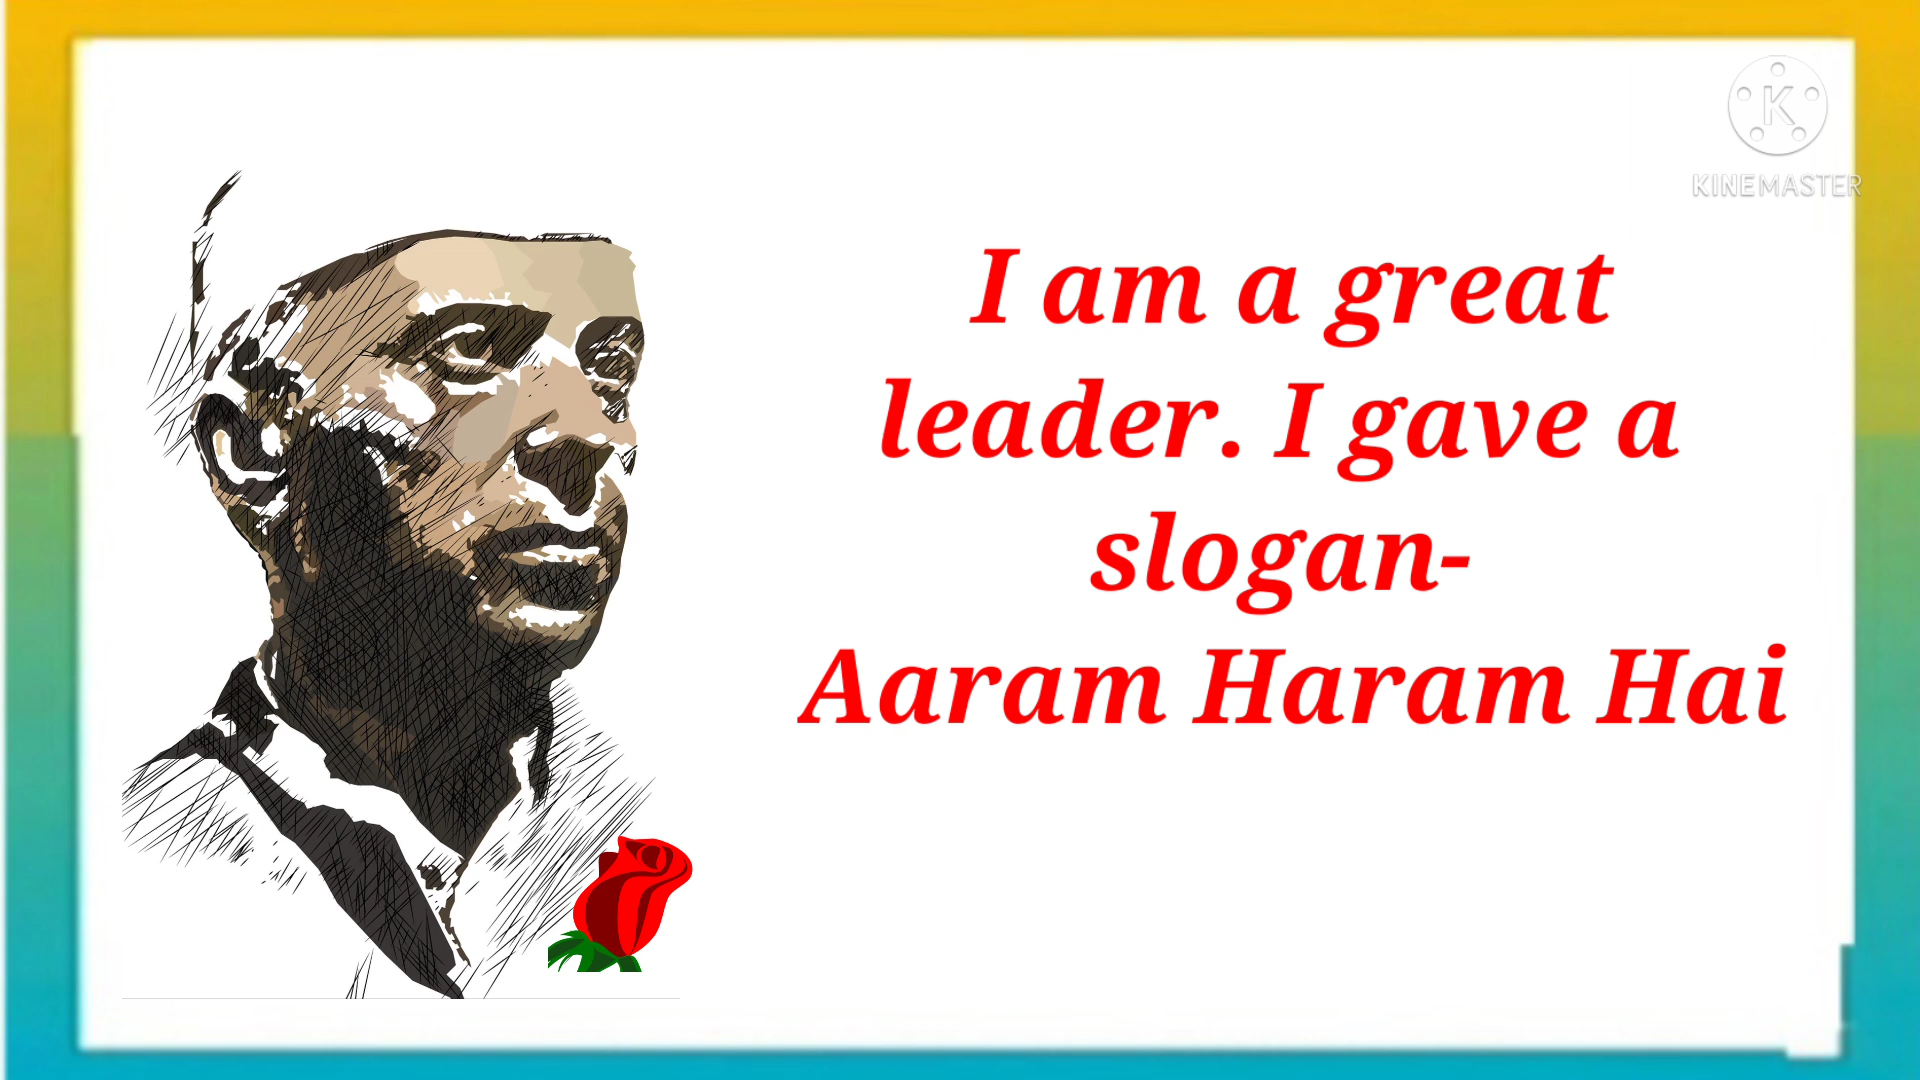 K
KINEMASTER
I am a great
leader. I gave a
slogan-
Aaram Haram Hai